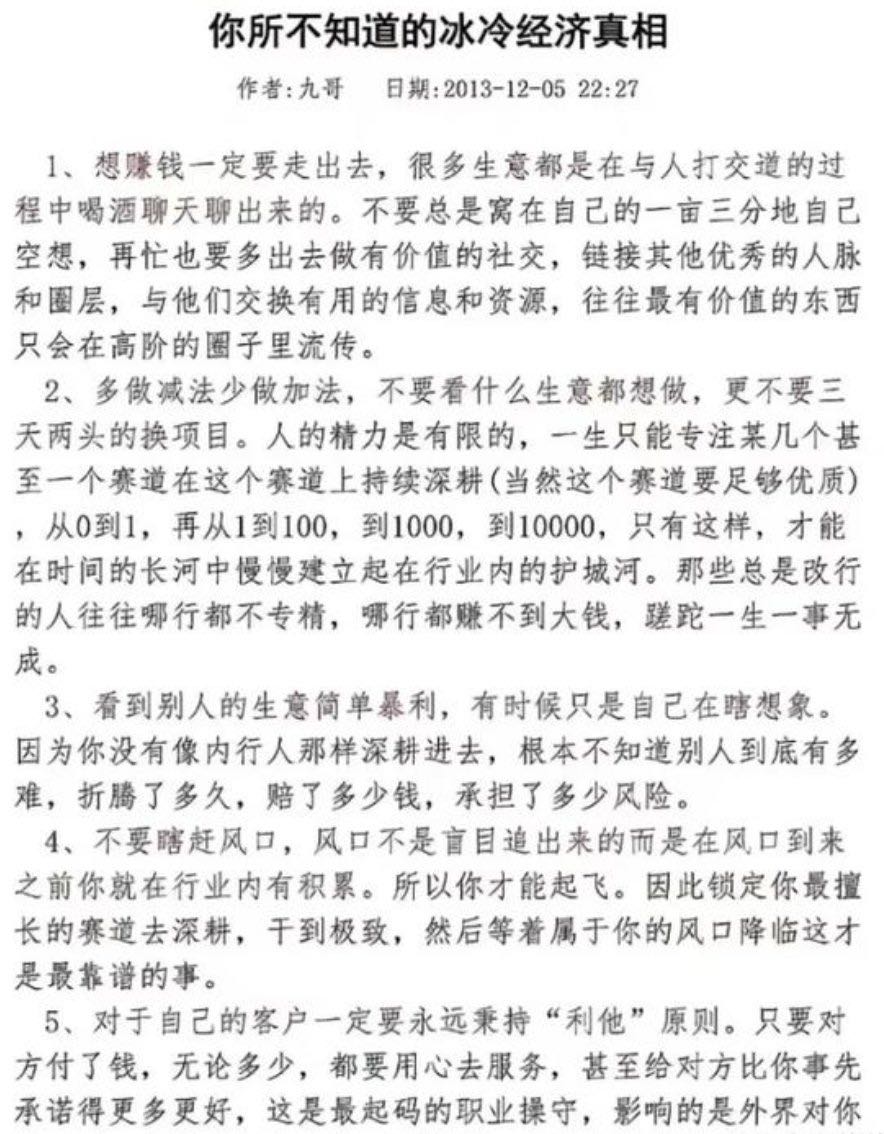 你所不知道的冰冷经济真相
作者:九哥 日期:2013-12-05 22:27
1、想赚钱一定要走出去，很多生意都是在与人打交道的过
程中喝酒聊天聊出来的。不要总是窝在自己的一亩三分地自己
空想，再忙也要多出去做有价值的社交，链接其他优秀的人脉
和圈层，与他们交换有用的信息和资源，往往最有价值的东西
只会在高阶的圈子里流传。
2、多做减法少做加法，不要看什么生意都想做，更不要三
天两头的换项目。人的精力是有限的，一生只能专注某几个甚
至一个赛道在这个赛道上持续深耕(当然这个赛道要足够优质)
，从0到1，再从1到100，到1000，到10000，只有这样，才能
在时间的长河中慢慢建立起在行业内的护城河。那些总是改行
的人往往哪行都不专精，哪行都赚不到大钱，蹉跎一生一事无
成。
3、看到别人的生意简单暴利，有时候只是自己在瞎想象。
因为你没有像内行人那样深耕进去，根本不知道别人到底有多
难，折腾了多久，赔了多少钱，承担了多少风险。
4、不要瞎赶风口，风口不是盲目追出来的而是在风口到来
之前你就在行业内有积累。所以你才能起飞。因此锁定你最擅
长的赛道去深耕，干到极致，然后等着属于你的风口降临这才
是最靠谱的事。
5、对于自己的客户一定要永远秉持“利他”原则。只要对
方付了钱，无论多少，都要用心去服务，甚至给对方比你事先
承诺得更多更好，这是最起码的职业操守，影响的是外界对你